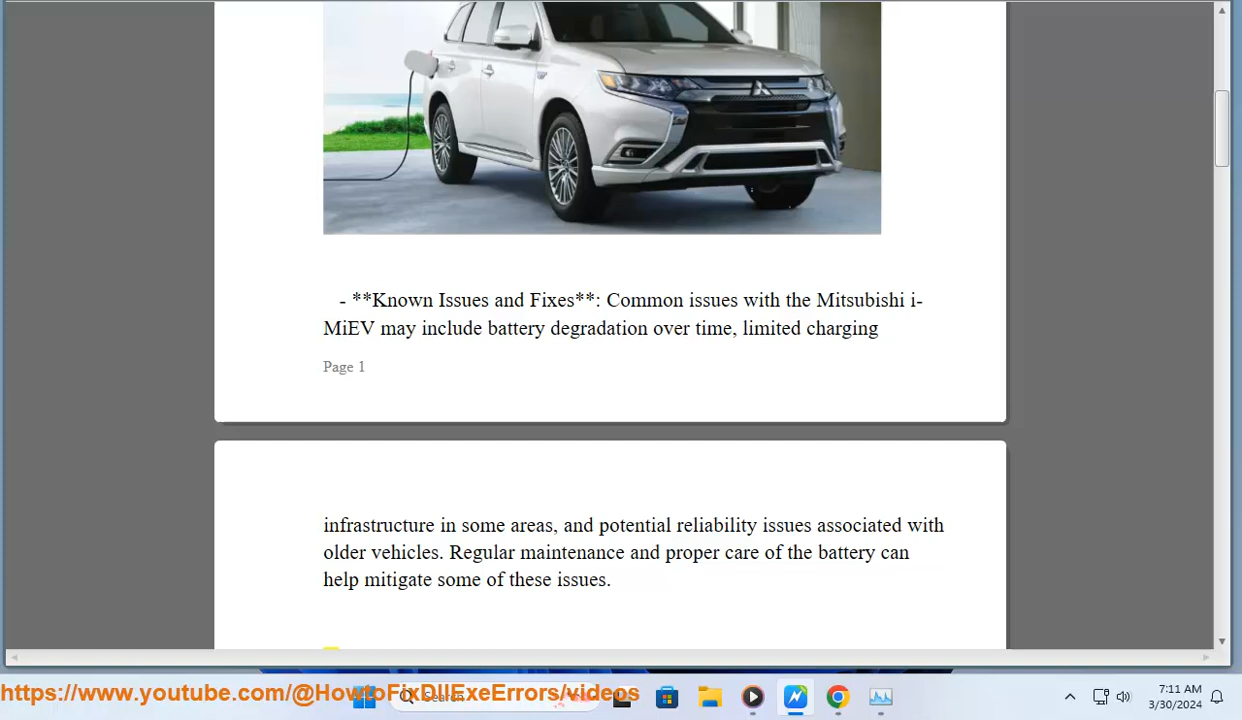 - **Known Issues and Fixes**: Common issues with the Mitsubishi i-
MiEV may include battery degradation over time, limited charging
Page 1
infrastructure in some areas, and potential reliability issues associated with
older vehicles. Regular maintenance and proper care of the battery can
help mitigate some of these issues.
https://www.youtube.com/@HowtoFixDllExeErrors/videos
Search
7:11 AM
3/30/2024